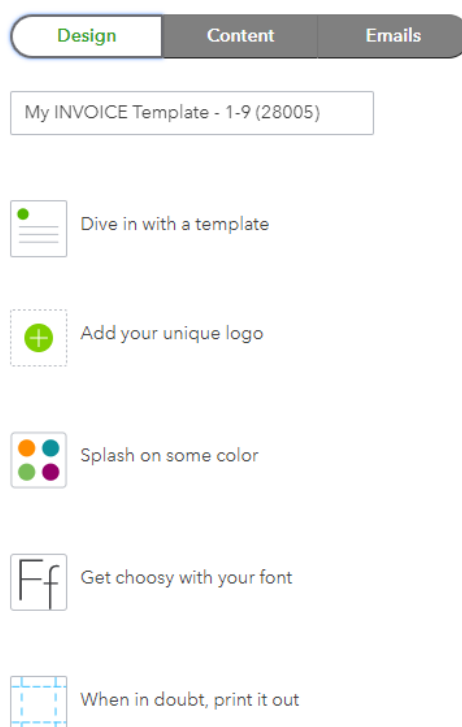 Design
Content
Emails
My INVOICE Template - 1-9 (28005)
Dive in with a template
Add your unique logo
Splash on some color
Ff
Get choosy with your font
When in doubt, print it out